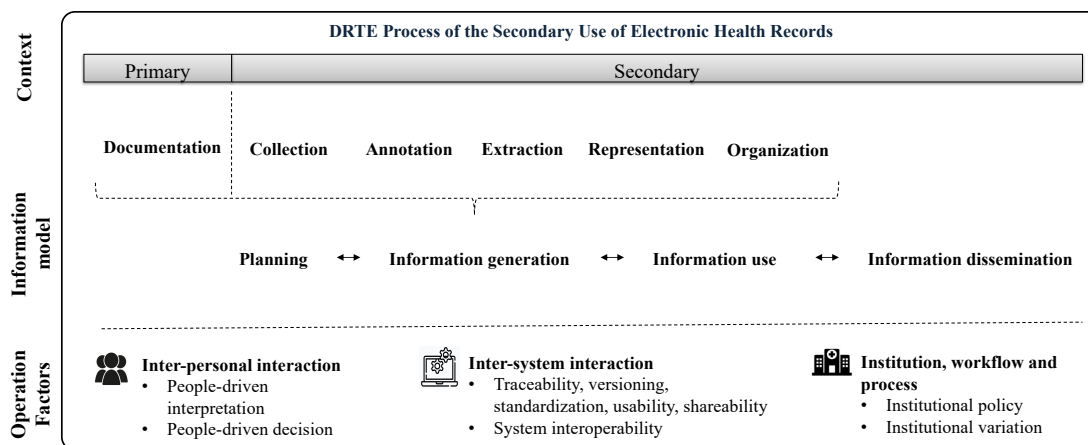 DRTE Process of the Secondary Use of Electronic Health Records
Context
Primary
Secondary
Documentation
Collection
Annotation
Extraction
Representation
Organization
Information
model
Planning
Information generation
Information use
Information dissemination
Operation
Factors
Inter-personal interaction
• People-driven
interpretation
• People-driven decision
Inter-system interaction
• Traceability, versioning,
standardization, usability, shareability
• System interoperability
Institution, workflow and
process
• Institutional policy
• Institutional variation